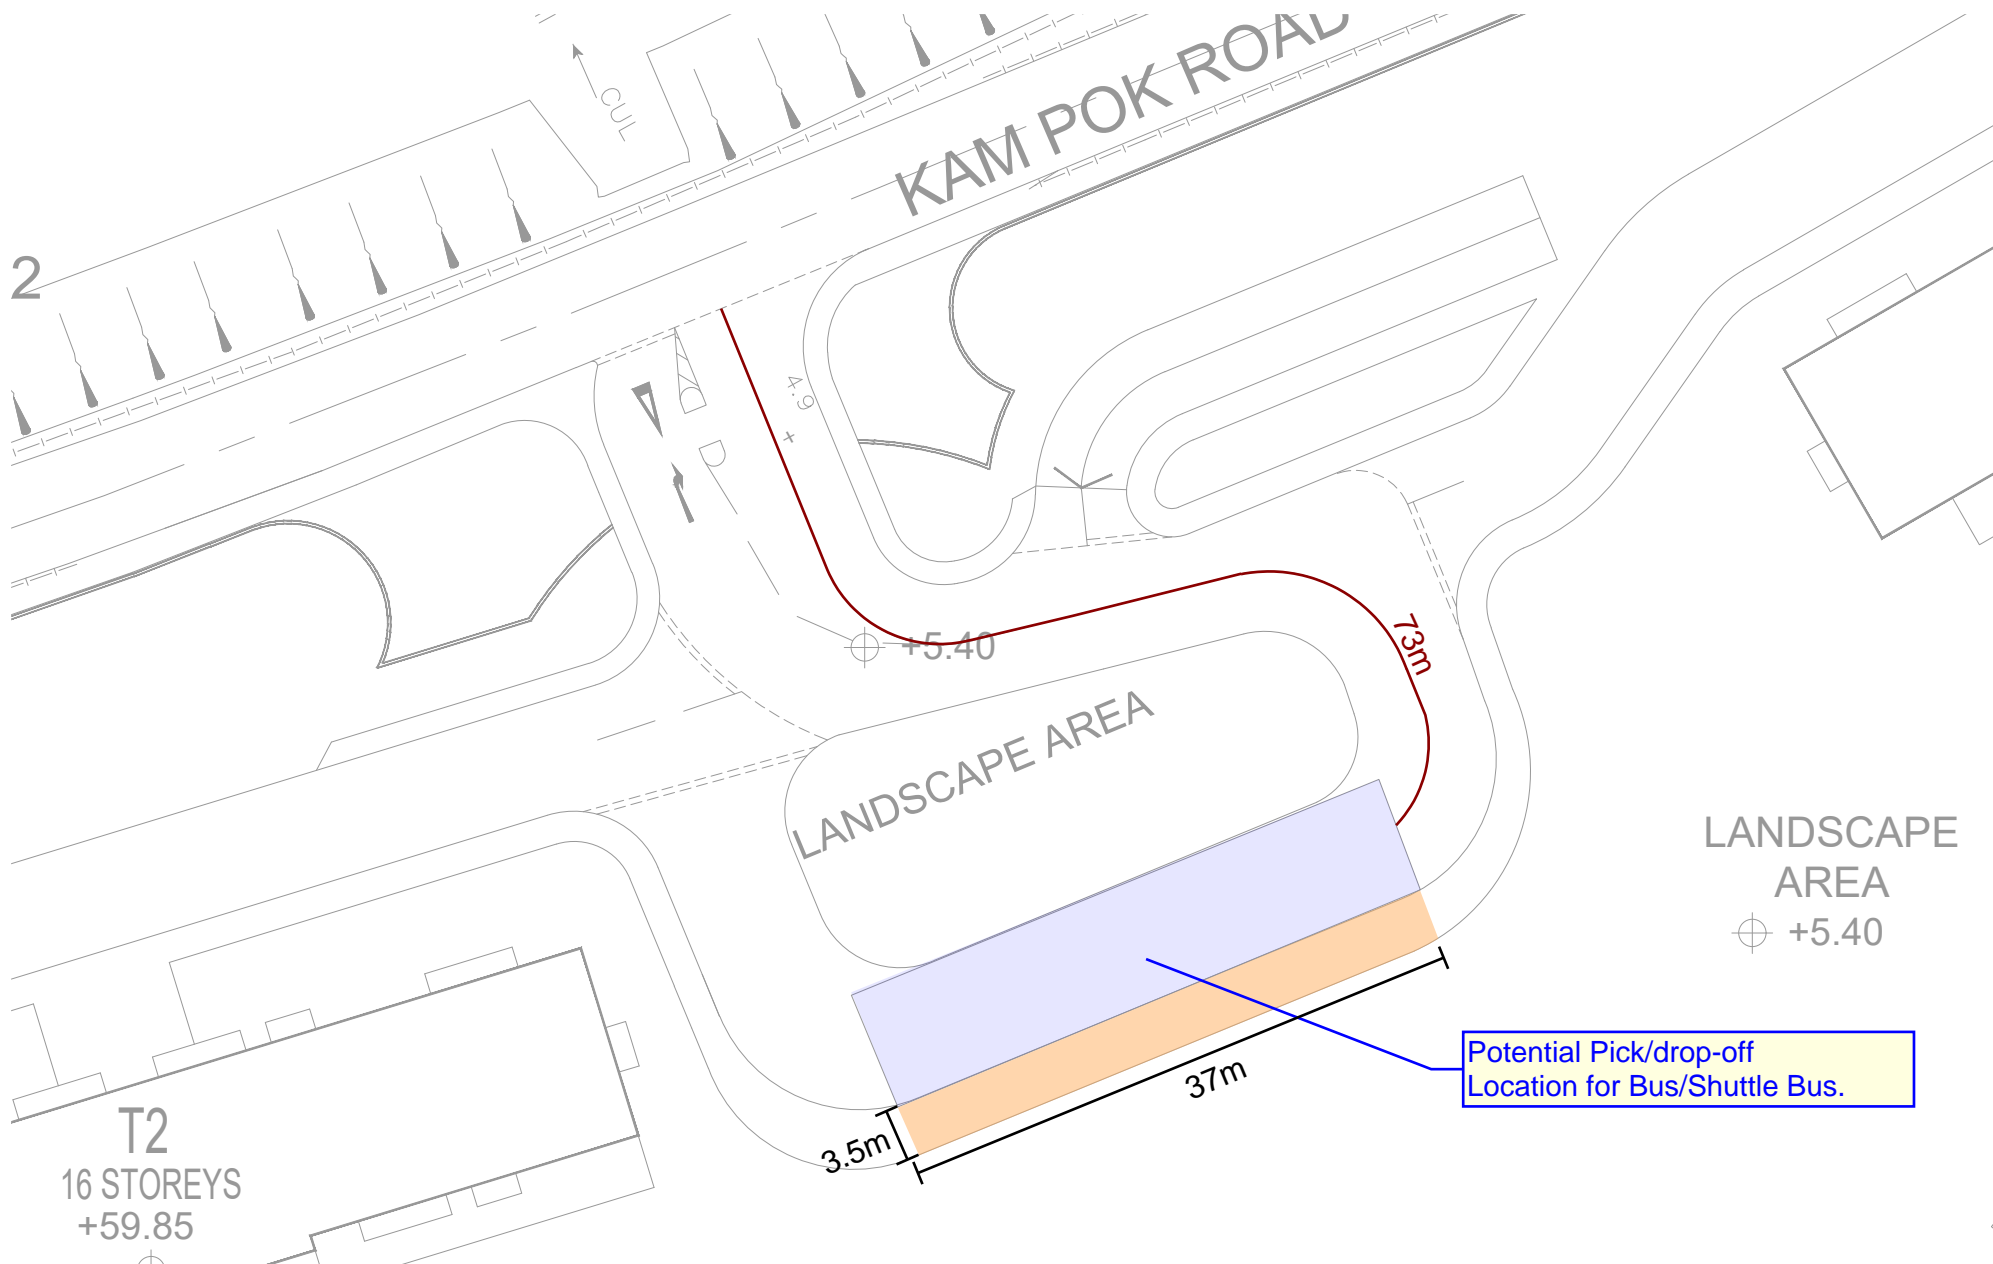 CUL
KAM POK ROAD
2
4.9
D
D
+5.40
73m
LANDSCAPE AREA
LANDSCAPE
AREA
+5.40
Potential Pick/drop-off
Location for Bus/Shuttle Bus.
37m
3.5m
T2
16 STOREYS
+59.85